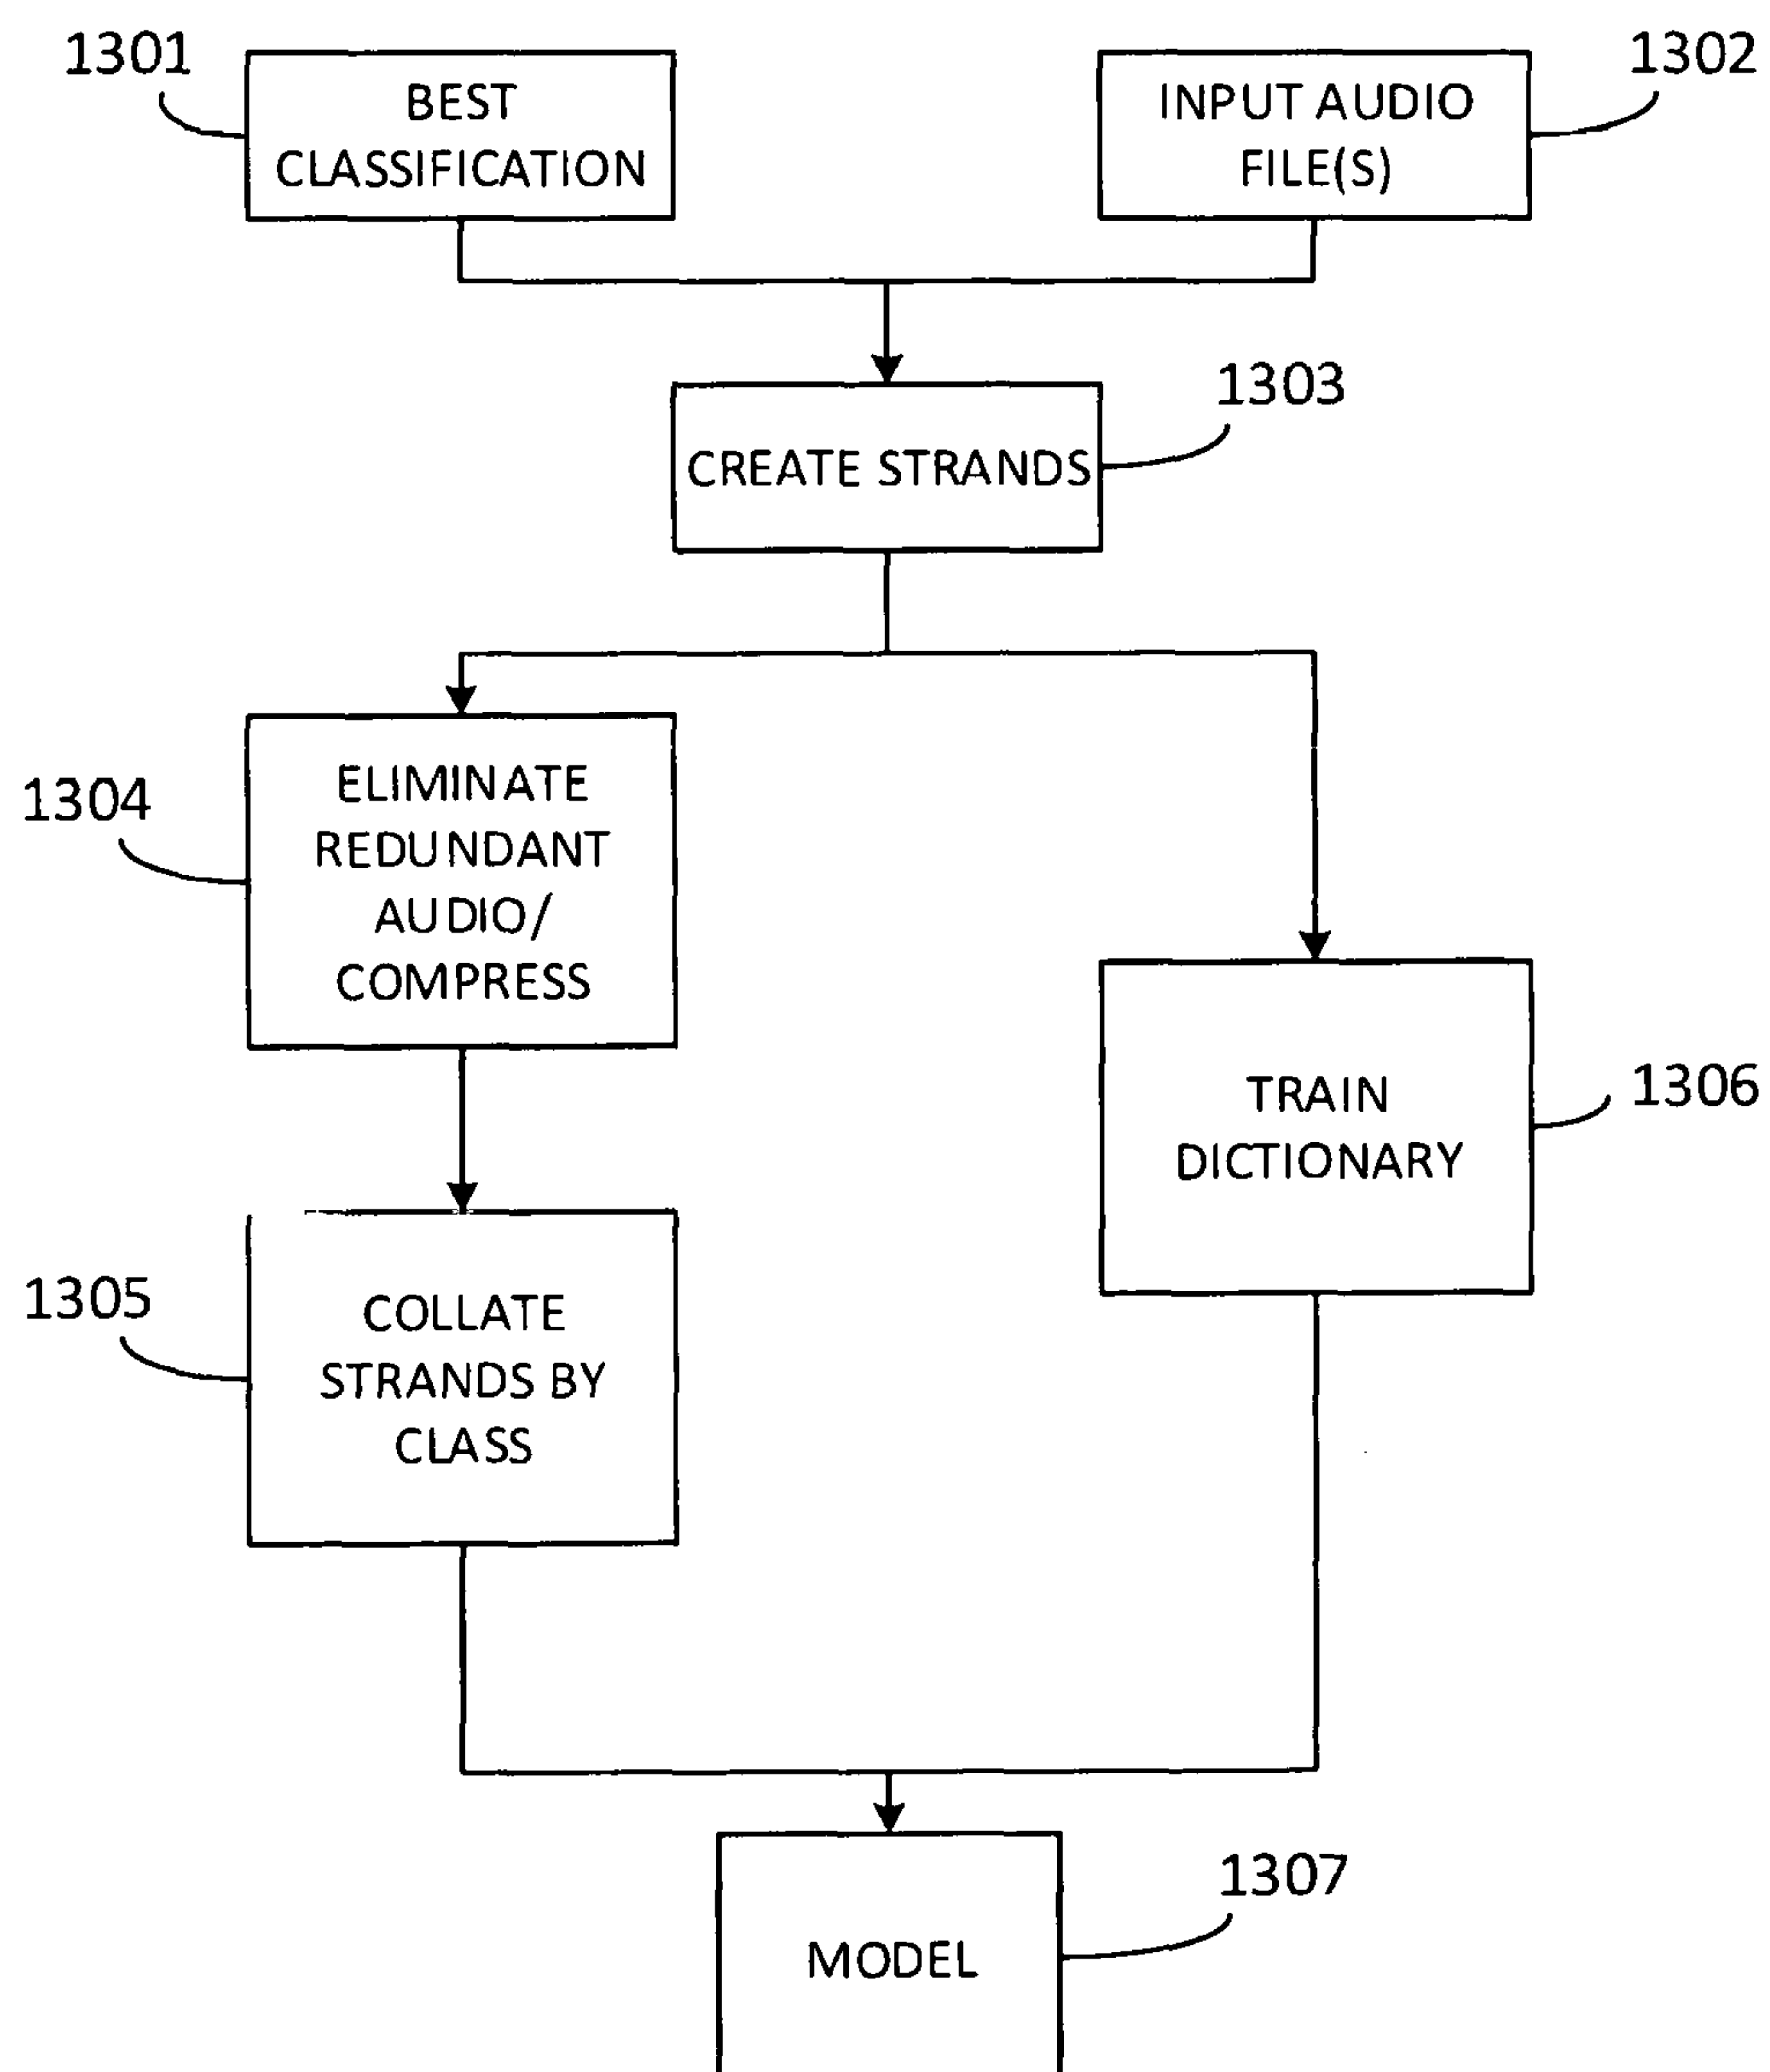 1301
BEST
CLASSIFICATION
1302
INPUT AUDIO
FILE(S)
1303
CREATE STRANDS
1304
ELIMINATE
REDUNDANT
AUDIO/
COMPRESS
1306
TRAIN
DICTIONARY
1305
COLLATE
STRANDS BY
CLASS
1307
MODEL